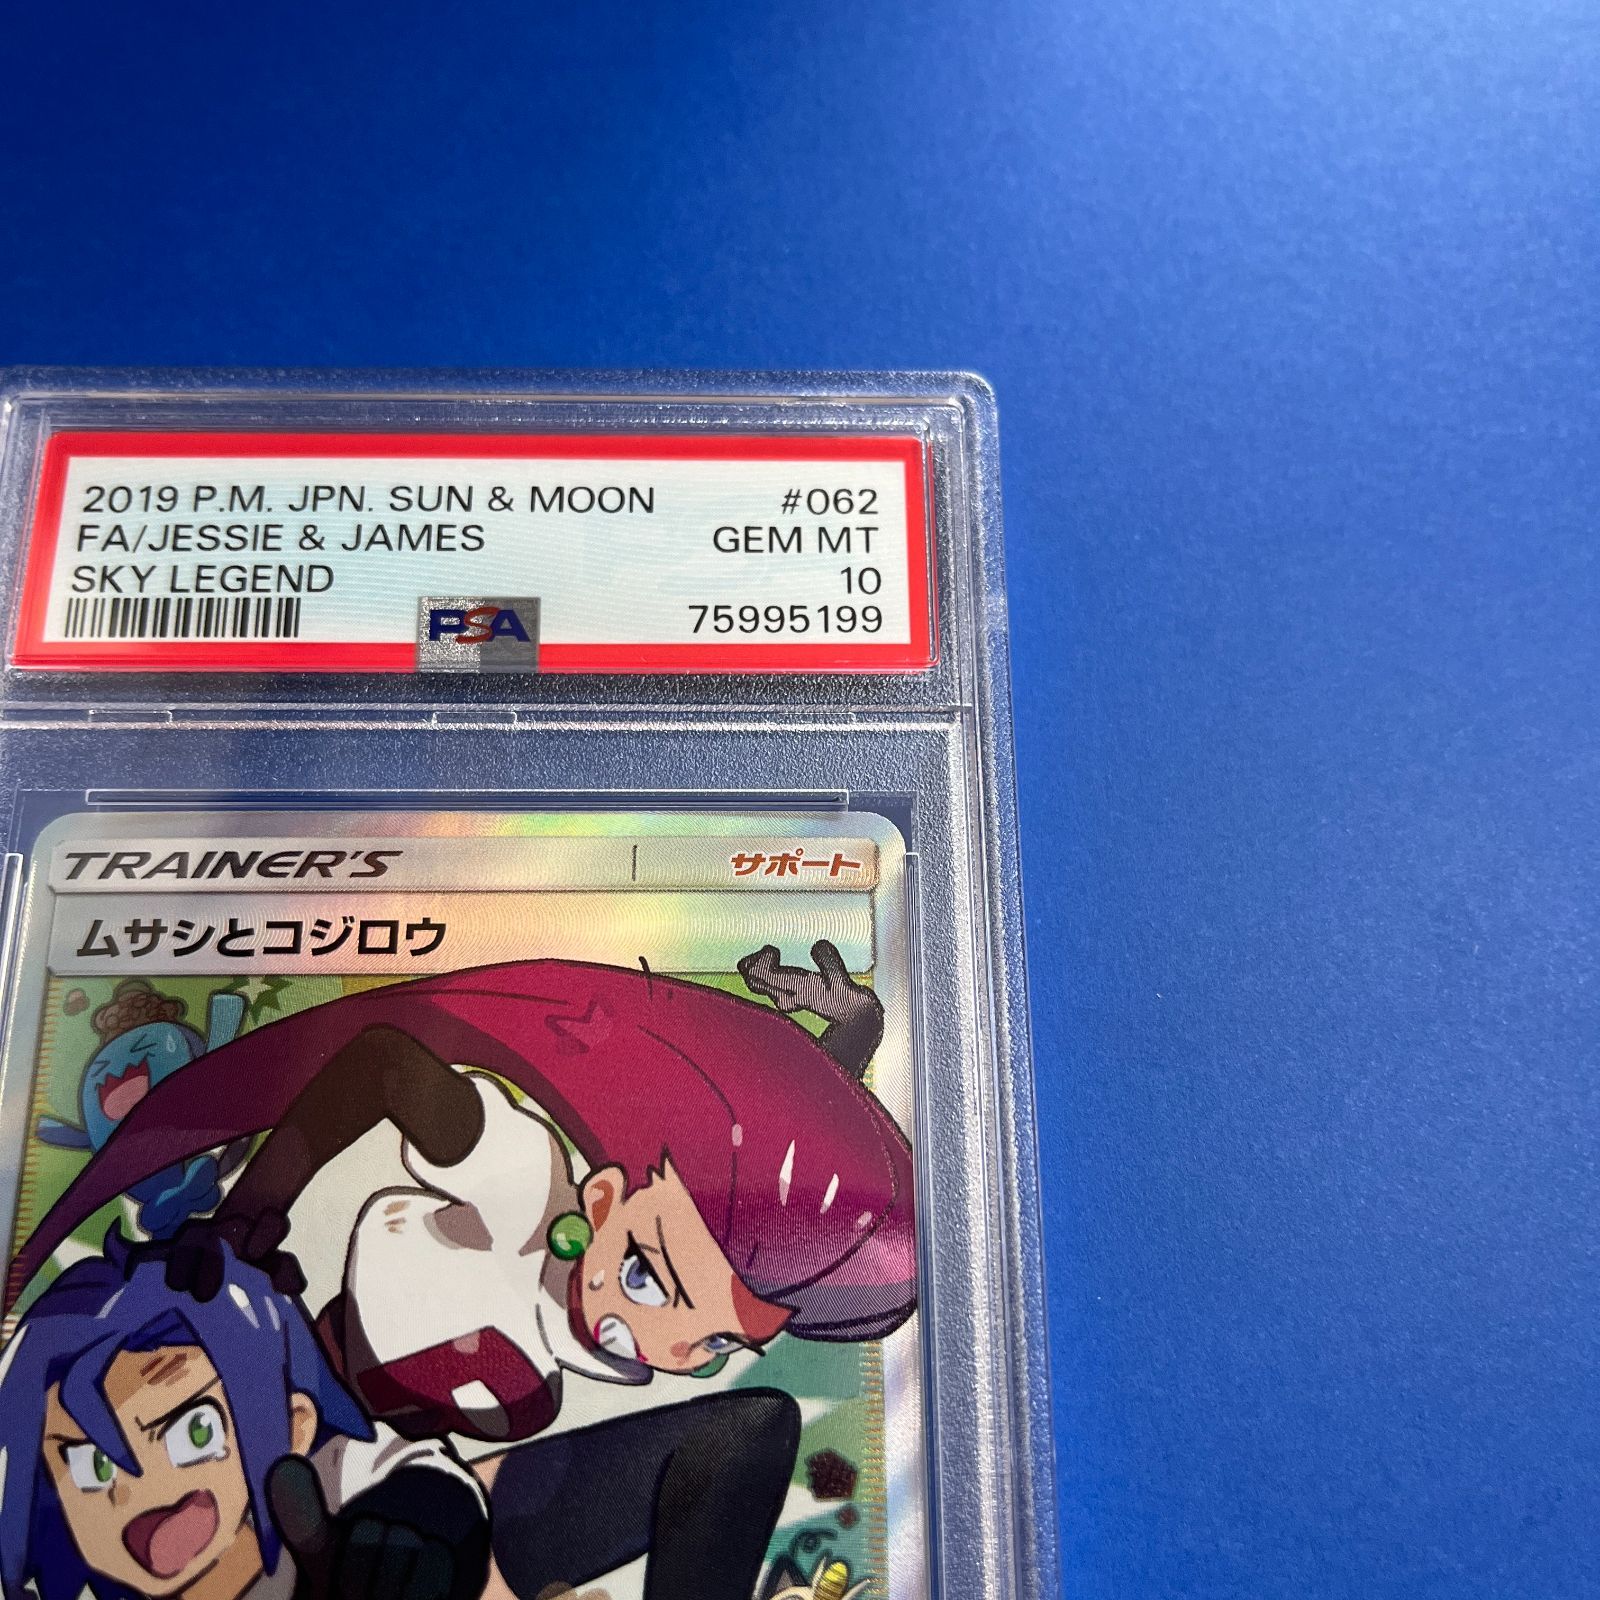 2019 P.M. JPN. SUN & MOON #062
FA/JESSIE & JAMES GEM MT
SKY LEGEND 10
PSA 75995199
TRAINER'S サポート
ムサシとコジロウ